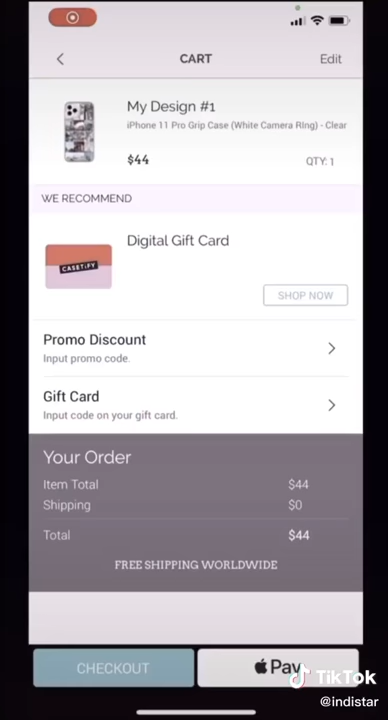 CART
Edit
My Design #1
iPhone 11 Pro Grip Case (White Camera RIng) - Clear
$44
QTY: 1
WE RECOMMEND
Digital Gift Card
CASETiFY
SHOP NOW
Promo Discount
Input promo code.
Gift Card
Input code on your gift card.
Your Order
Item Total $44
Shipping $0
Total $44
FREE SHIPPING WORLDWIDE
CHECKOUT
Pay
TikTok
@indistar